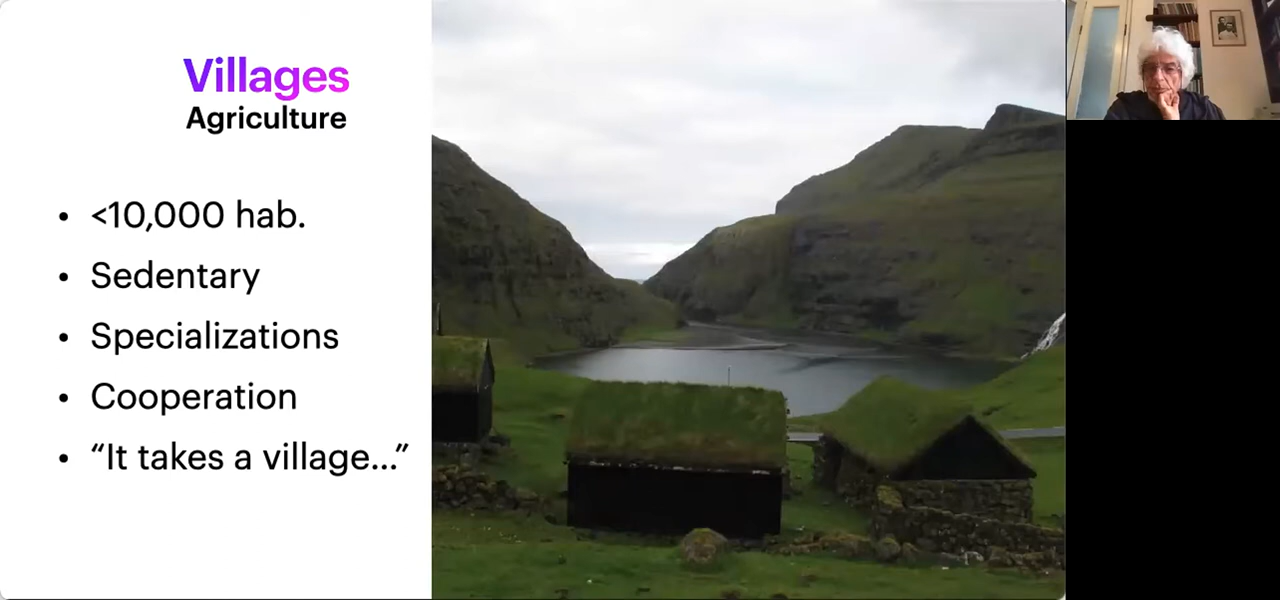 Villages
Agriculture
• <10,000 hab.
• Sedentary
• Specializations
• Cooperation
• “It takes a village...”